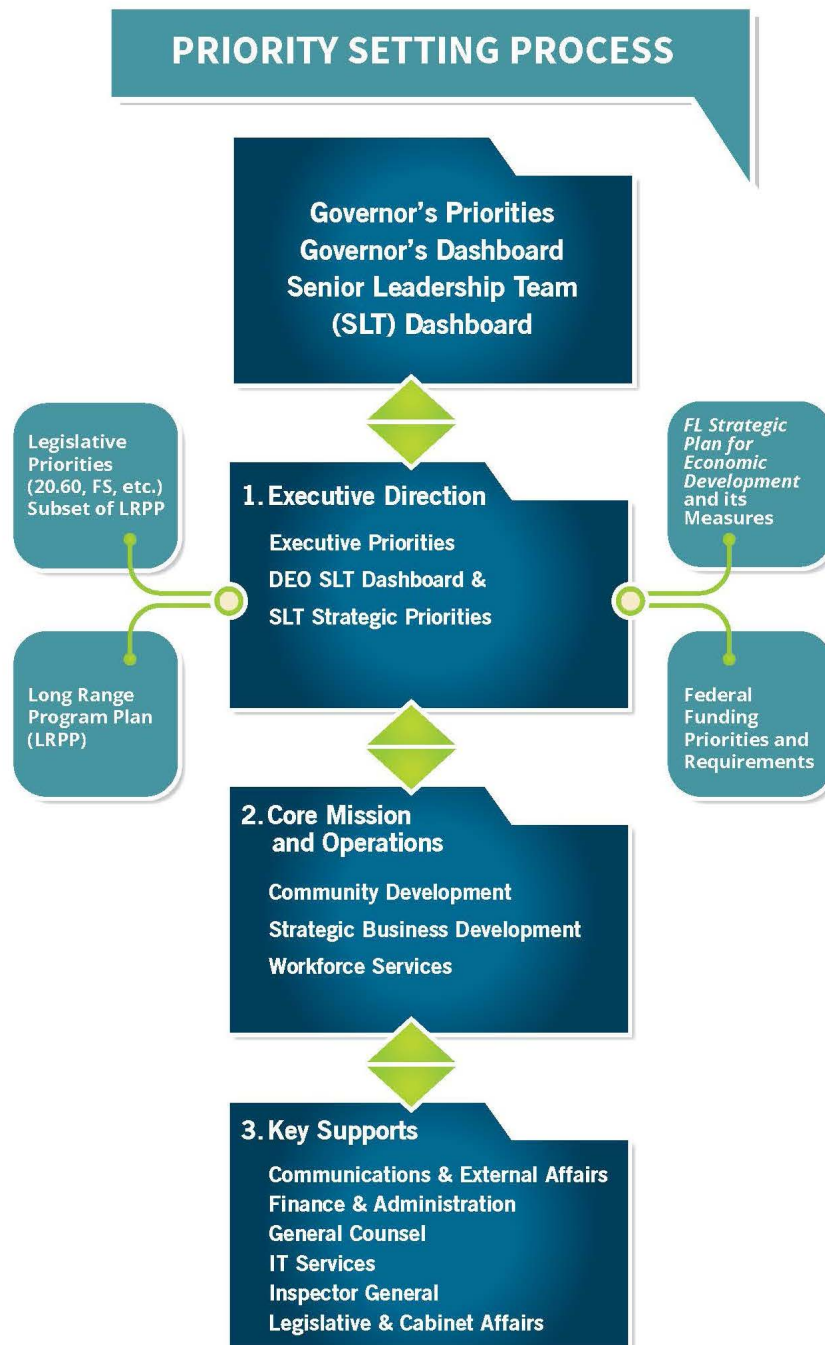 PRIORITY SETTING PROCESS
Governor's Priorities
Governor's Dashboard
Senior Leadership Team
(SLT) Dashboard
Legislative
Priorities
(20.60, FS, etc.)
Subset of LRPP
Long Range
Program Plan
(LRPP)
1. Executive Direction
Executive Priorities
DEO SLT Dashboard &
SLT Strategic Priorities
FL Strategic
Plan for
Economic
Development
and its
Measures
Federal
Funding
Priorities and
Requirements
2. Core Mission
and Operations
Community Development
Strategic Business Development
Workforce Services
3. Key Supports
Communications & External Affairs
Finance & Administration
General Counsel
IT Services
Inspector General
Legislative & Cabinet Affairs